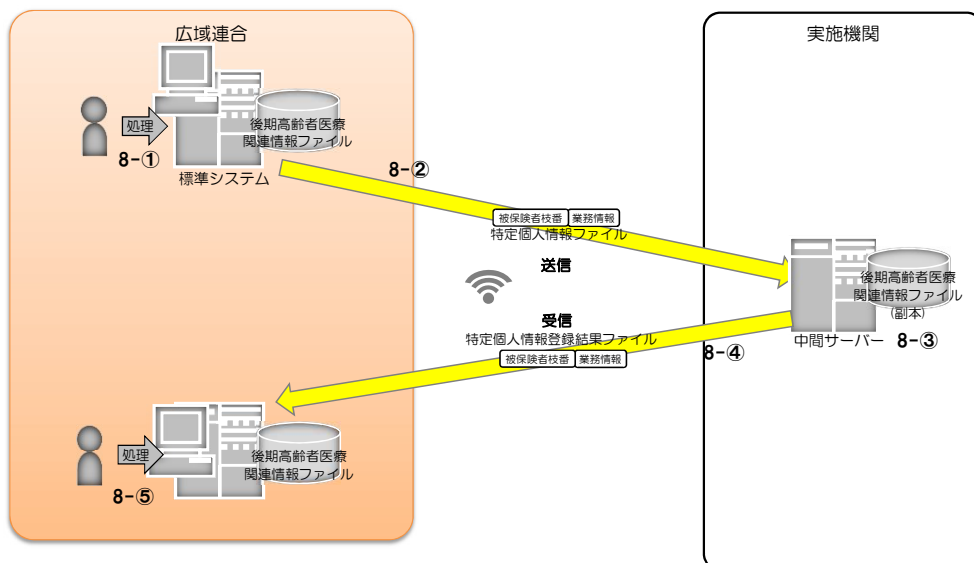 広域連合
実施機関
処理
8-①
後期高齢者医療
関連情報ファイル
標準システム
8-②
被保険者枝番 業務情報
特定個人情報ファイル
送信
後期高齢者医療
関連情報ファイル
(副本)
中間サーバー
8-③
受信
特定個人情報登録結果ファイル
8-④
被保険者枝番 業務情報
処理
8-⑤
後期高齢者医療
関連情報ファイル